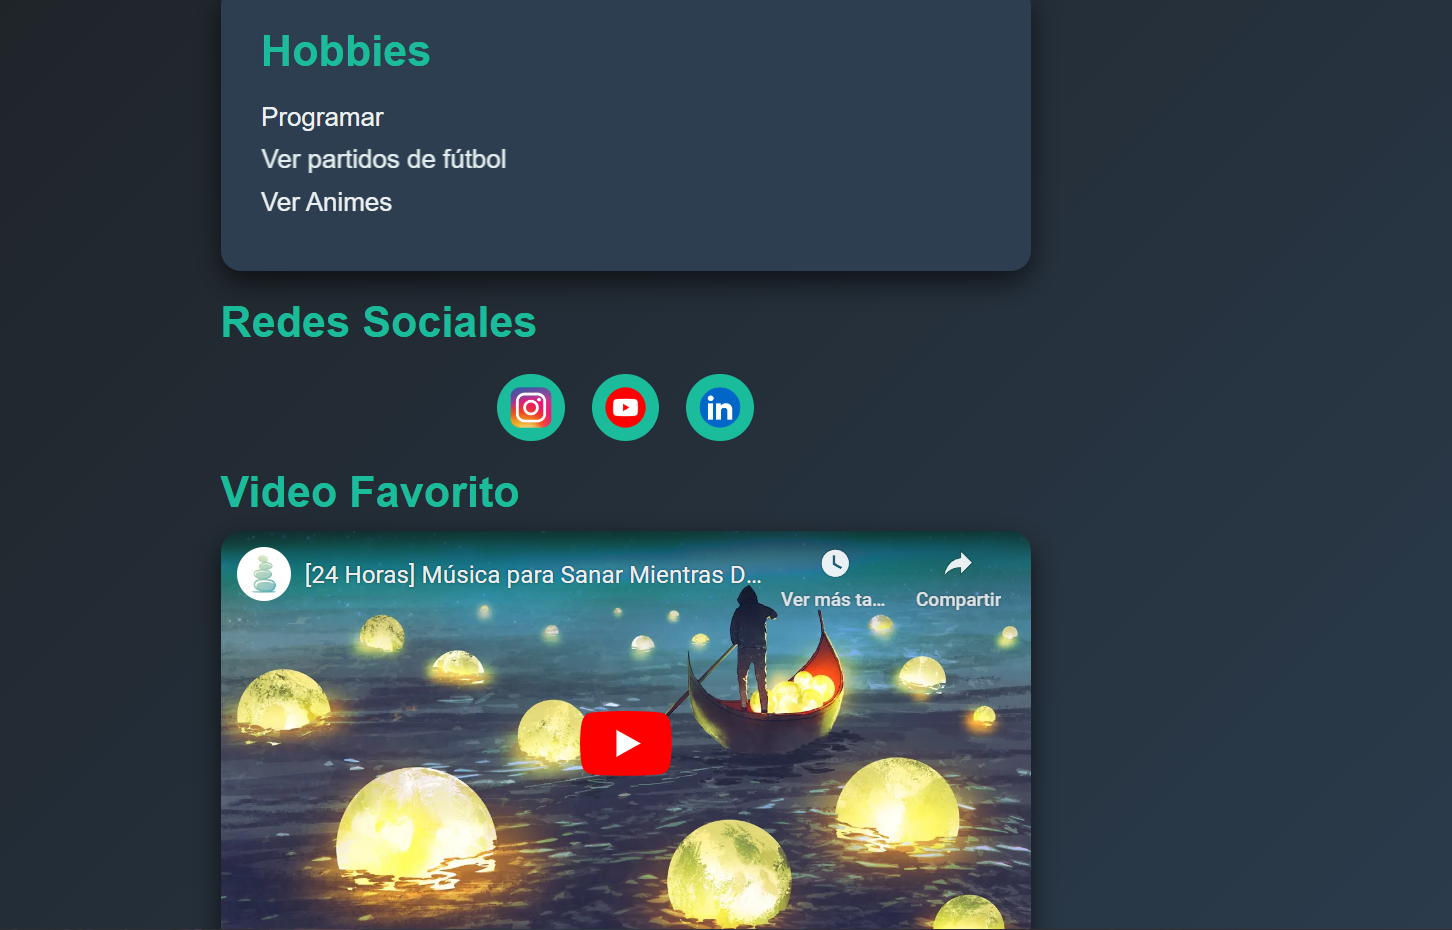 Hobbies
Programar
Ver partidos de fútbol
Ver Animes
Redes Sociales
in
Video Favorito
[24 Horas] Música para Sanar Mientras D...
Ver más ta...
Compartir